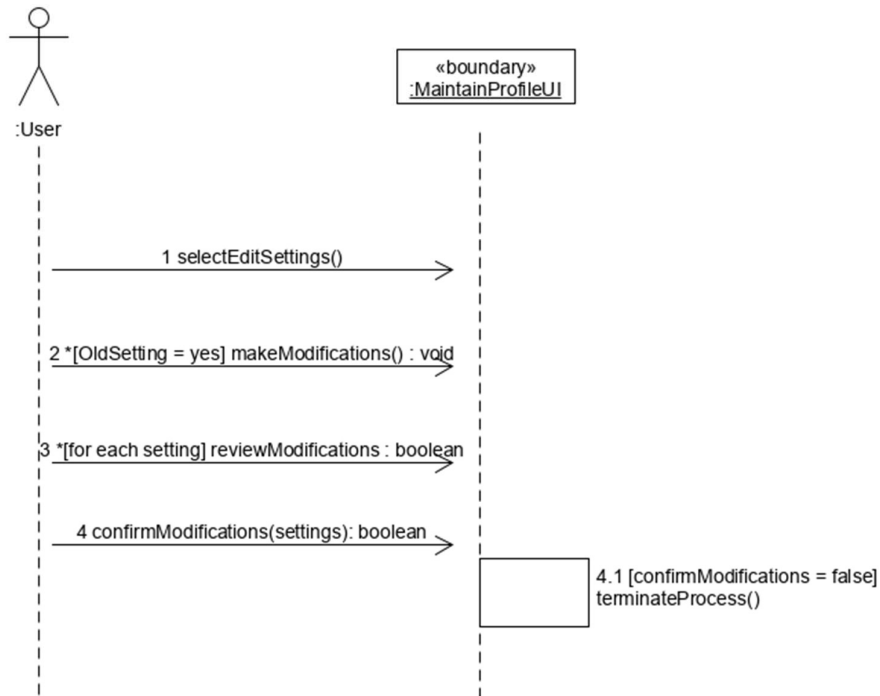 «boundary»
:MaintainProfileUI
:User
1 selectEditSettings()
2 *[OldSetting = yes] makeModifications() : void
3 *[for each setting] reviewModifications : boolean
4 confirmModifications(settings): boolean
4.1 [confirmModifications = false]
terminateProcess()